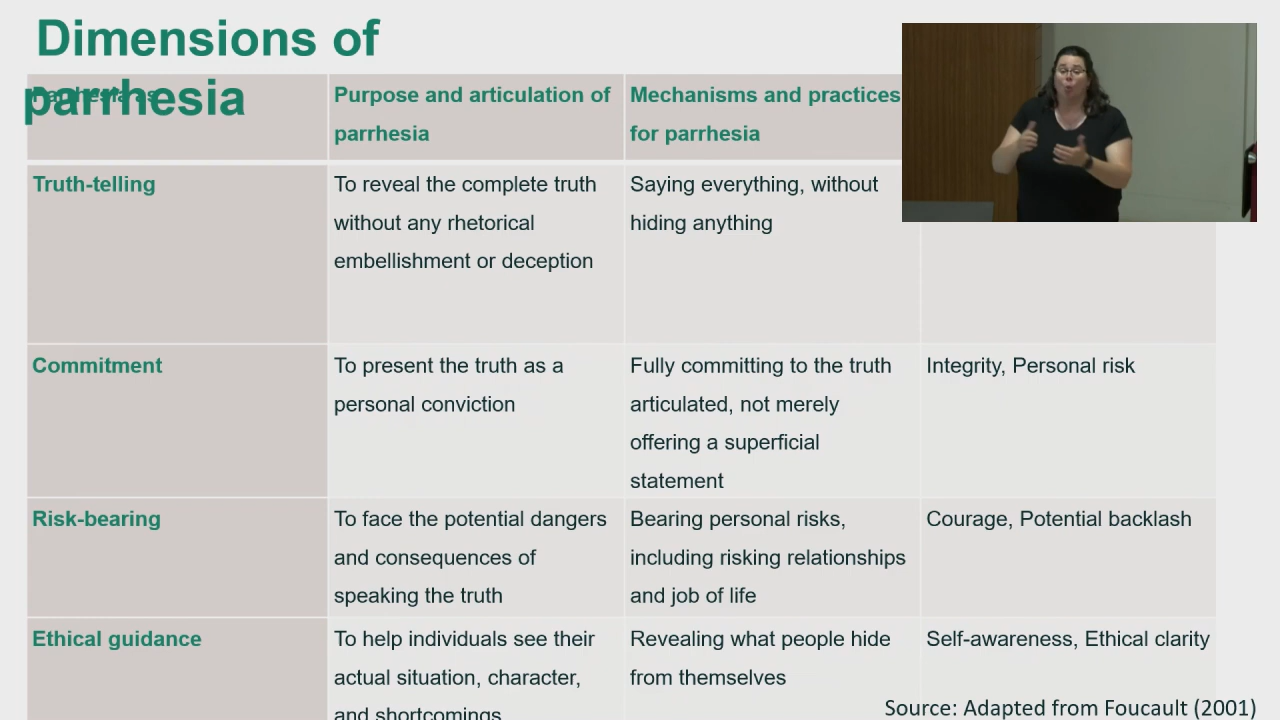 Dimensions of
parrhesia
Purpose and articulation of
parrhesia
Mechanisms and practices
for parrhesia
Truth-telling
To reveal the complete truth
without any rhetorical
embellishment or deception
Saying everything, without
hiding anything
Commitment
To present the truth as a
personal conviction
Fully committing to the truth
articulated, not merely
offering a superficial
statement
Integrity, Personal risk
Risk-bearing
To face the potential dangers
and consequences of
speaking the truth
Bearing personal risks,
including risking relationships
and job of life
Courage, Potential backlash
Ethical guidance
To help individuals see their
actual situation, character,
and shortcomings
Revealing what people hide
from themselves
Self-awareness, Ethical clarity
Source: Adapted from Foucault (2001)